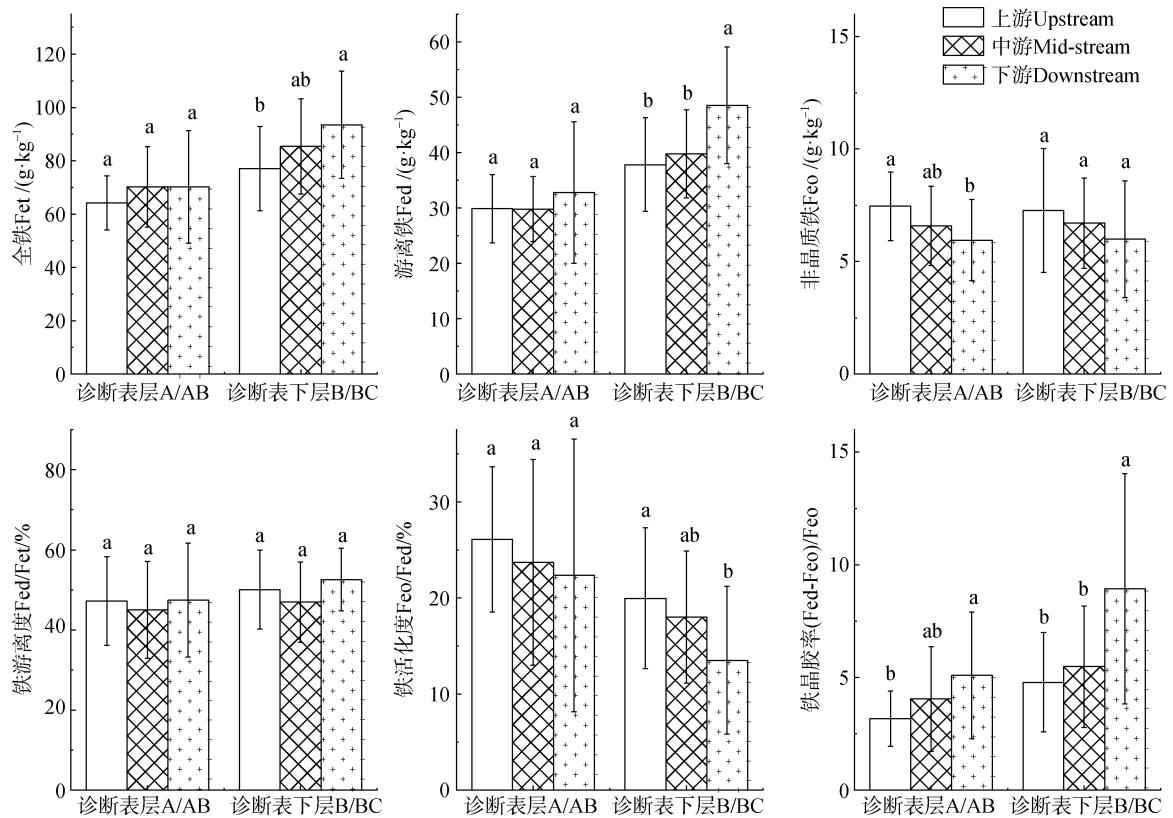 上游Upstream
中游Mid-stream
下游Downstream
全铁Fet /(g·kg⁻¹)
120
100
80
60
40
20
0
a
a
a
b
ab
a
诊断表层A/AB
诊断表下层B/BC
游离铁Fed /(g·kg⁻¹)
60
50
40
30
20
10
0
a
a
a
b
b
a
诊断表层A/AB
诊断表下层B/BC
非晶质铁Feo /(g·kg⁻¹)
15
10
5
0
a
ab
b
a
a
a
诊断表层A/AB
诊断表下层B/BC
铁游离度Fed/Fet/%
80
60
40
20
0
a
a
a
a
a
a
诊断表层A/AB
诊断表下层B/BC
铁活化度Feo/Fed/%
30
20
10
0
a
a
a
a
ab
b
诊断表层A/AB
诊断表下层B/BC
铁晶胶率(Fed-Feo)/Feo
15
10
5
0
b
ab
a
b
b
a
诊断表层A/AB
诊断表下层B/BC